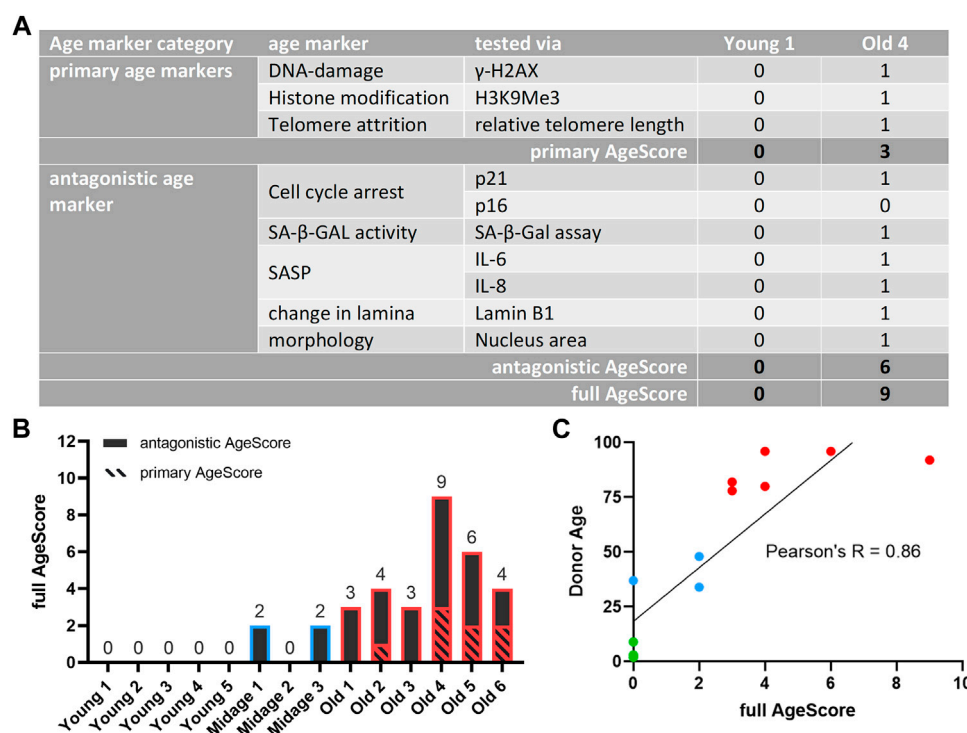 A
Age marker category age marker tested via Young 1 Old 4
primary age markers DNA-damage γ-H2AX 0 1
Histone modification H3K9Me3 0 1
Telomere attrition relative telomere length 0 1
primary AgeScore 0 3
antagonistic age marker Cell cycle arrest p21 0 1
p16 0 0
SA-β-GAL activity SA-β-Gal assay 0 1
SASP IL-6 0 1
IL-8 0 1
change in lamina Lamin B1 0 1
morphology Nucleus area 0 1
antagonistic AgeScore 0 6
full AgeScore 0 9
B
antagonistic AgeScore
primary AgeScore
full AgeScore
12
10
8
6
4
2
0
0 0 0 0 0 2 0 2 3 4 3 9 6 4
Young 1 Young 2 Young 3 Young 4 Young 5 Midage 1 Midage 2 Midage 3 Old 1 Old 2 Old 3 Old 4 Old 5 Old 6
C
Donor Age
100
75
50
25
0
Pearson's R = 0.86
0 2 4 6 8 10
full AgeScore